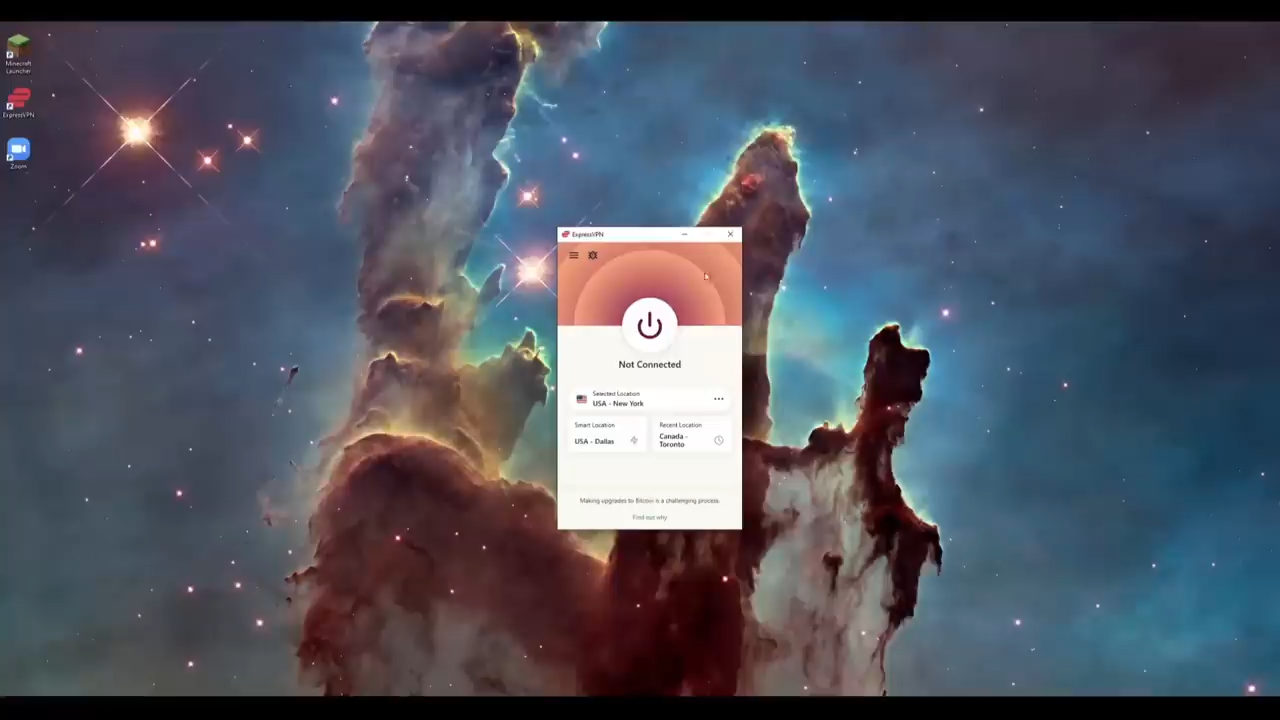 Minecraft
Launcher
ExpressVPN
Zoom
ExpressVPN
Not Connected
Selected Location
USA - New York
Smart Location
USA - Dallas
Recent Location
Canada -
Toronto
Making upgrades to Bitcoin is a challenging process.
Find out why